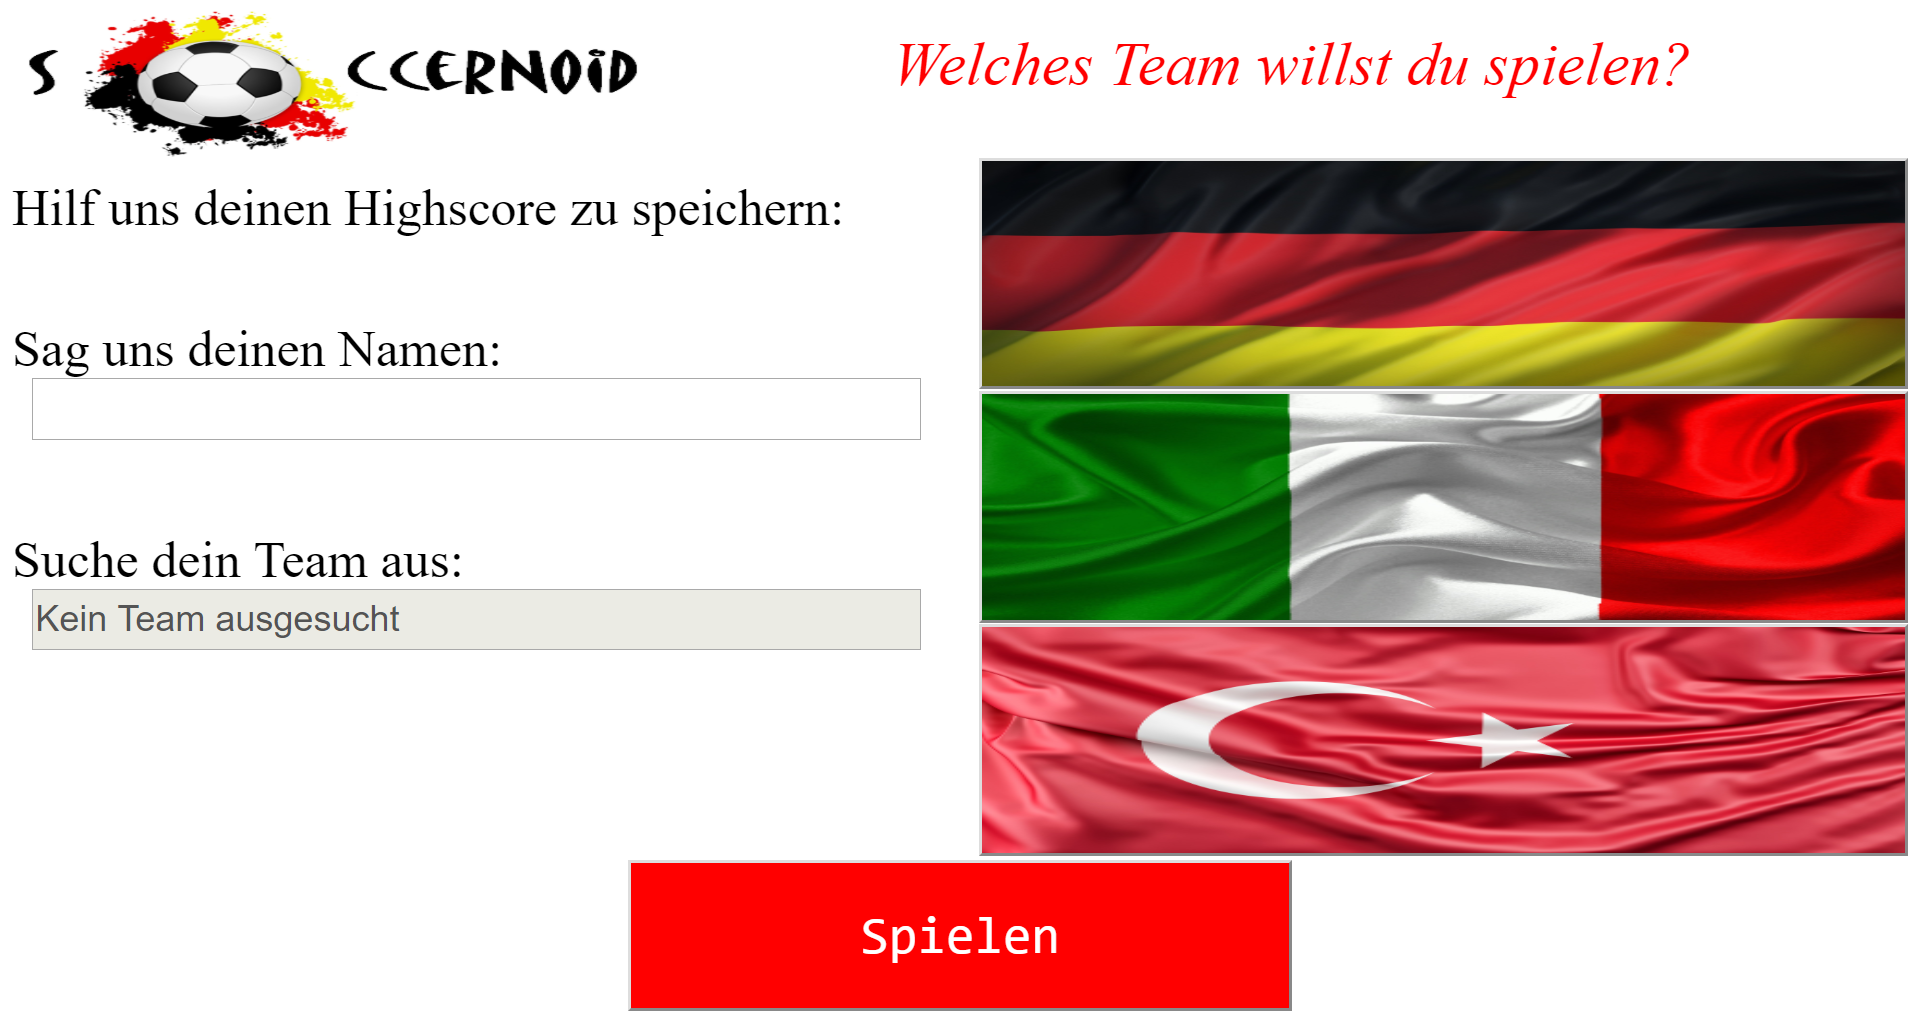 SOCCERNOID
Welches Team willst du spielen?
Hilf uns deinen Highscore zu speichern:
Sag uns deinen Namen:
Suche dein Team aus:
Kein Team ausgesucht
Spielen